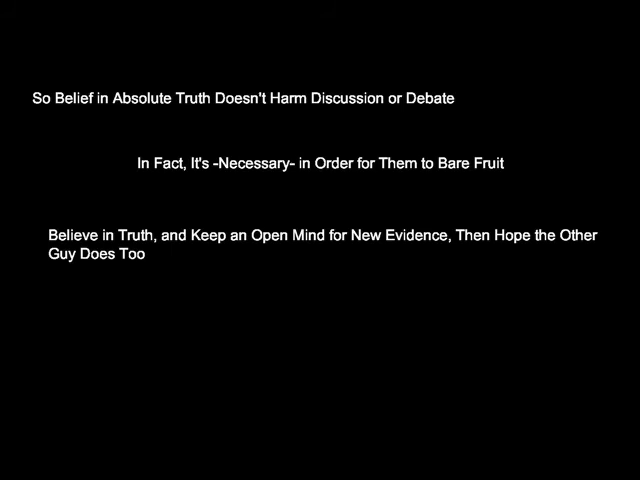 So Belief in Absolute Truth Doesn't Harm Discussion or Debate
In Fact, It's -Necessary- in Order for Them to Bare Fruit
Believe in Truth, and Keep an Open Mind for New Evidence, Then Hope the Other
Guy Does Too